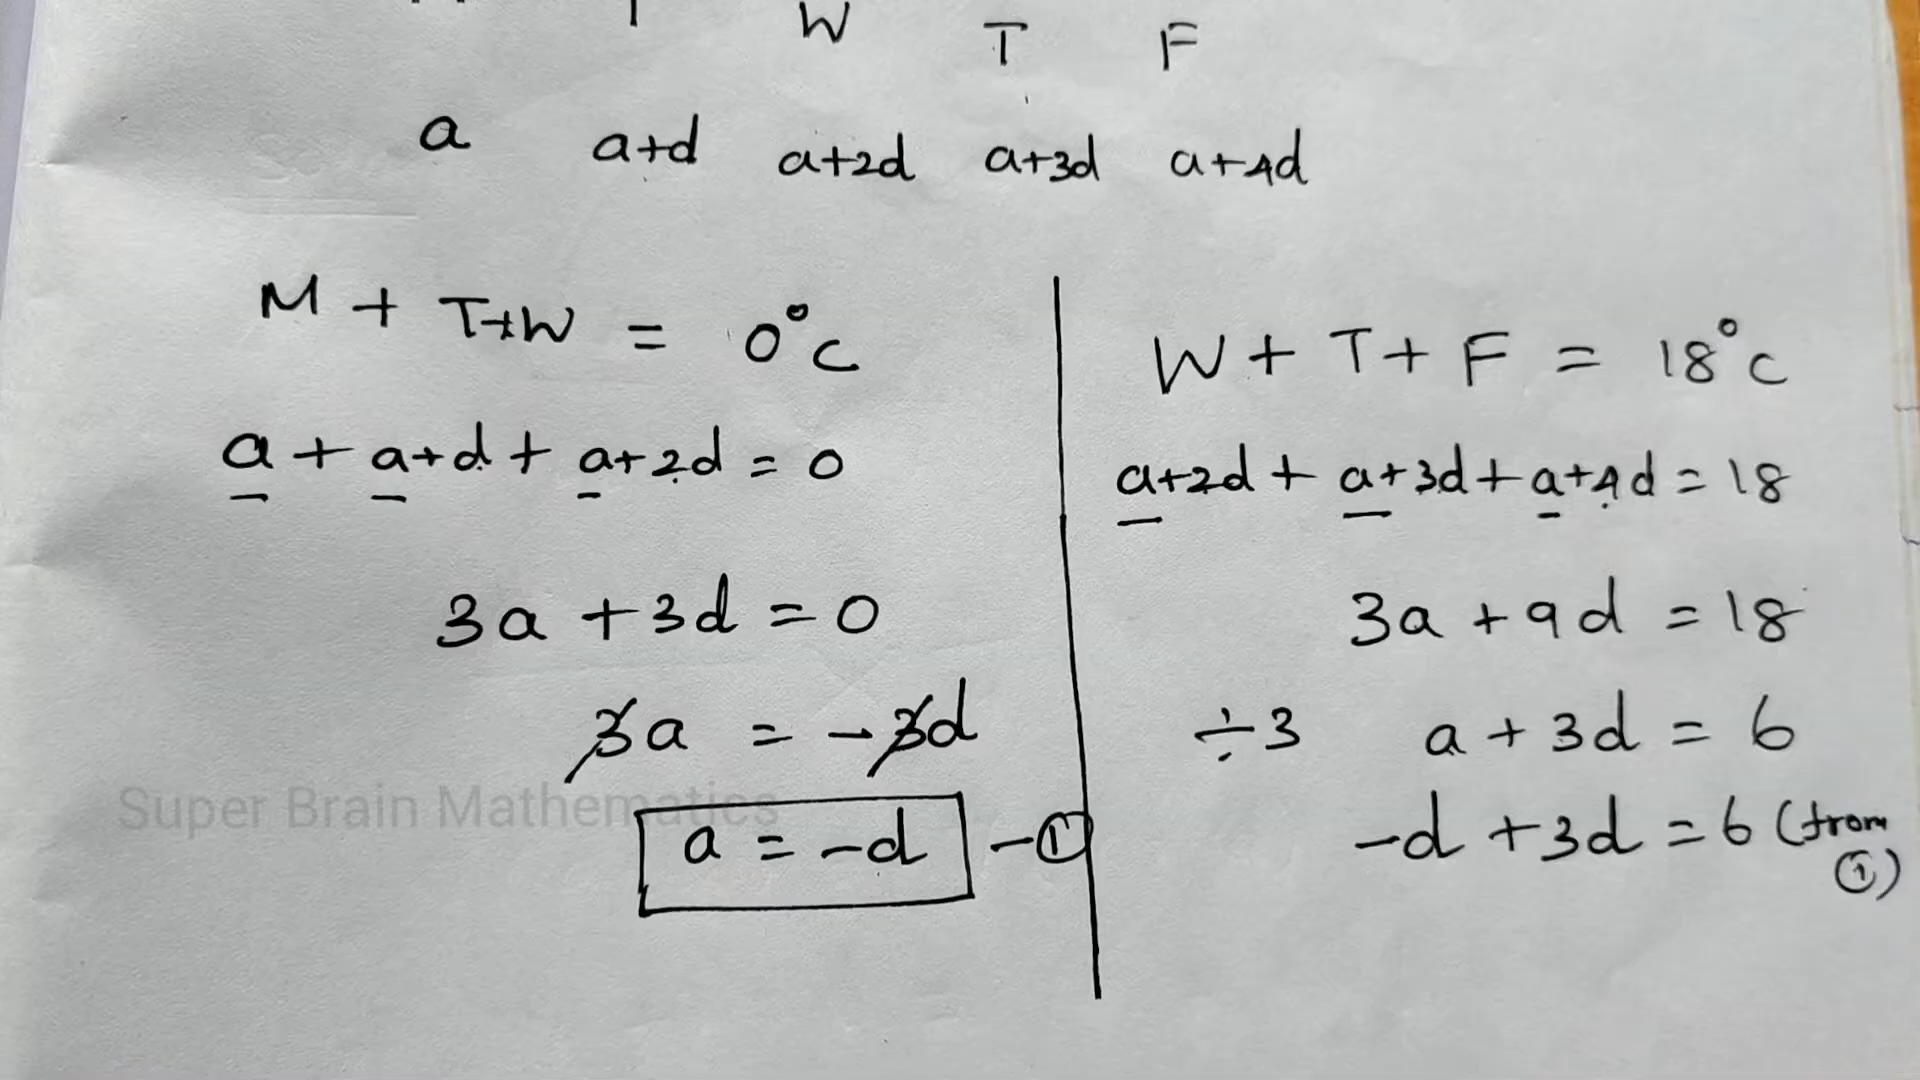 T W T F
a a+d a+2d a+3d a+4d
M + T+W = 0°C
a + a+d + a+2d = 0
3a + 3d = 0
3a = -3d
a = -d -①
W + T + F = 18°C
a+2d + a+3d + a+4d = 18
3a + 9d = 18
÷3 a + 3d = 6
-d + 3d = 6 (from
①)
Super Brain Mathematics